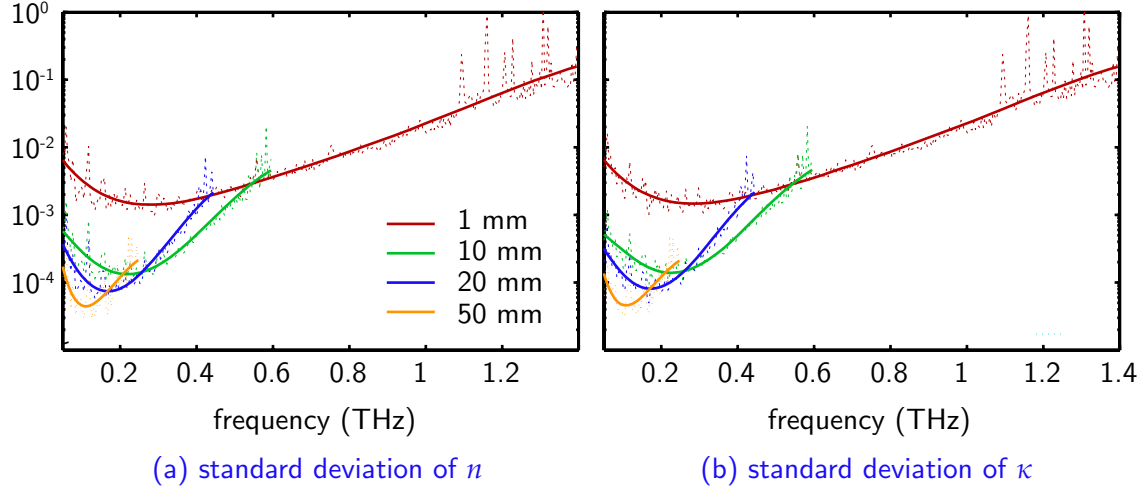 10⁰
10⁻¹
10⁻²
10⁻³
10⁻⁴
1 mm
10 mm
20 mm
50 mm
0.2 0.4 0.6 0.8 1.0 1.2
0.2 0.4 0.6 0.8 1 1.2 1.4
frequency (THz)
frequency (THz)
(a) standard deviation of n
(b) standard deviation of κ